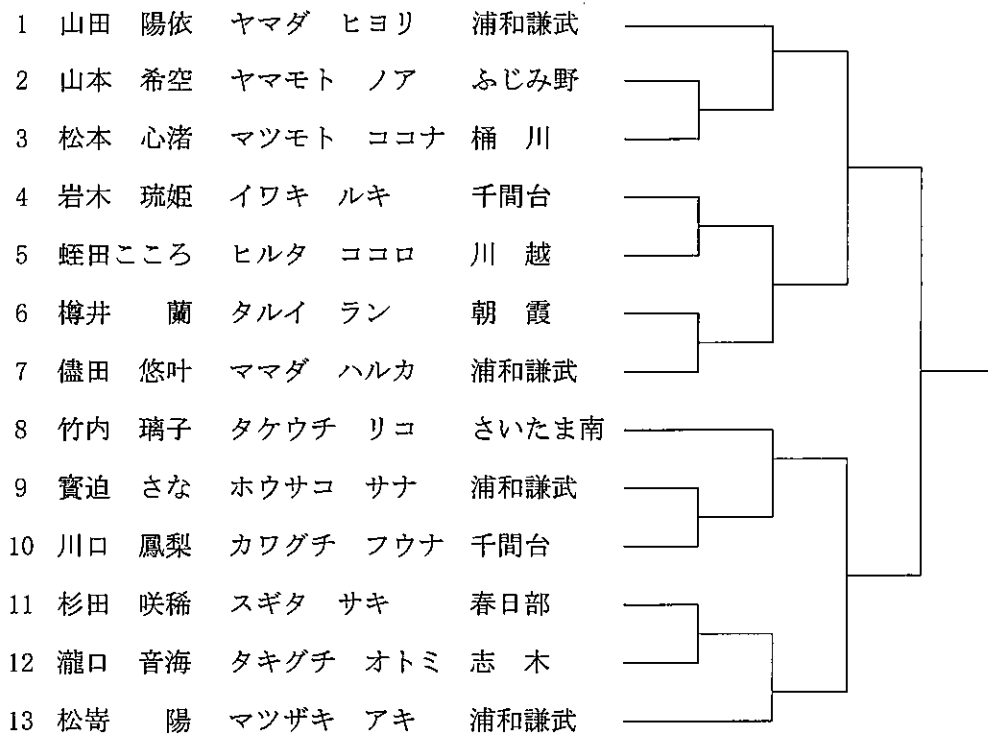 1 山田 陽依 ヤマダ ヒヨリ 浦和謙武
2 山本 希空 ヤマモト ノア ふじみ野
3 松本 心渚 マツモト ココナ 桶 川
4 岩木 琉姫 イワキ ルキ 千間台
5 蛭田こころ ヒルタ ココロ 川 越
6 樽井 蘭 タルイ ラン 朝 霞
7 儘田 悠叶 ママダ ハルカ 浦和謙武
8 竹内 璃子 タケウチ リコ さいたま南
9 寳迫 さな ホウサコ サナ 浦和謙武
10 川口 鳳梨 カワグチ フウナ 千間台
11 杉田 咲稀 スギタ サキ 春日部
12 瀧口 音海 タキグチ オトミ 志 木
13 松嵜 陽 マツザキ アキ 浦和謙武